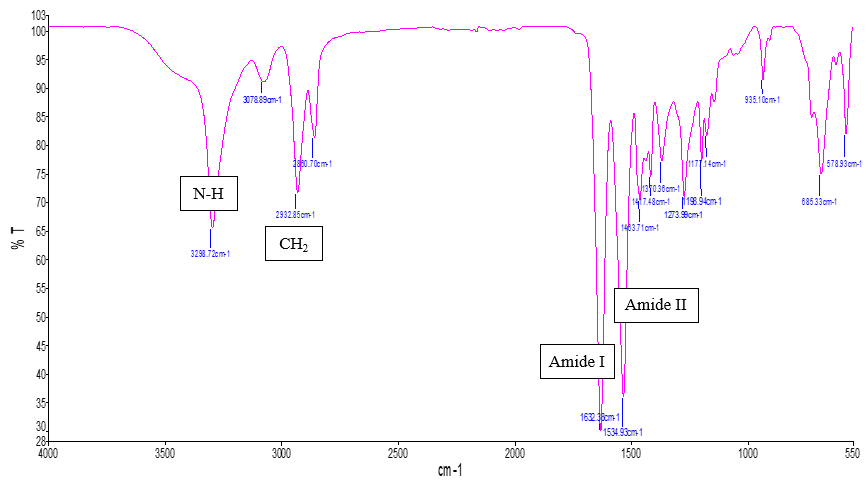 103
100
95
90
85
80
75
70
65
60
55
50
45
40
35
30
28
% T
4000
3500
3000
2500
2000
1500
1000
550
cm-1
3298.72cm-1
3078.89cm-1
2932.85cm-1
2860.70cm-1
1632.36cm-1
1534.93cm-1
1463.71cm-1
1417.48cm-1
1370.36cm-1
1273.99cm-1
1198.94cm-1
1177.14cm-1
935.10cm-1
685.33cm-1
578.93cm-1
N-H
CH₂
Amide I
Amide II